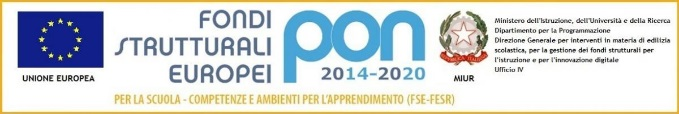 UNIONE EUROPEA
FONDI
STRUTTURALI
EUROPEI
pon
2014-2020
MIUR
Ministero dell'Istruzione, dell'Università e della Ricerca
Dipartimento per la Programmazione
Direzione Generale per interventi in materia di edilizia
scolastica, per la gestione dei fondi strutturali per
l'istruzione e per l'innovazione digitale
Ufficio IV
PER LA SCUOLA - COMPETENZE E AMBIENTI PER L'APPRENDIMENTO (FSE-FESR)